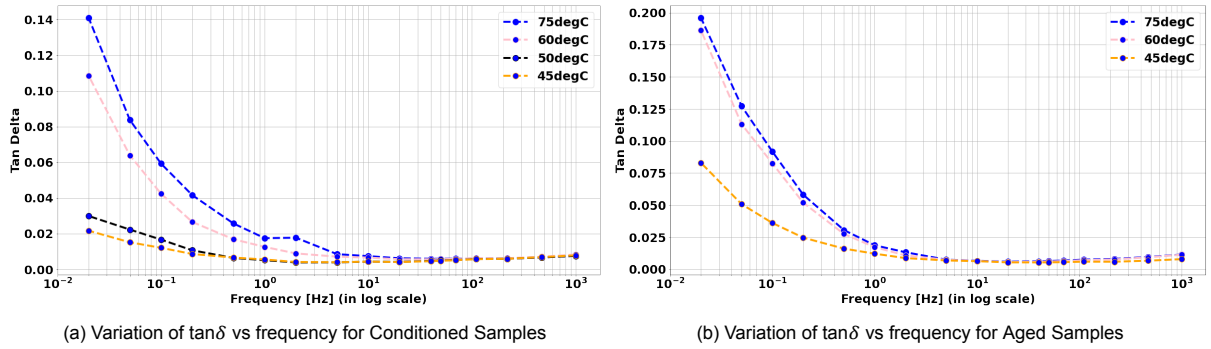 0.14
0.12
0.10
0.08
0.06
0.04
0.02
0.00
Tan Delta
75degC
60degC
50degC
45degC
10⁻² 10⁻¹ 10⁰ 10¹ 10² 10³
Frequency [Hz] (in log scale)
(a) Variation of tanδ vs frequency for Conditioned Samples
0.200
0.175
0.150
0.125
0.100
0.075
0.050
0.025
0.000
Tan Delta
75degC
60degC
45degC
10⁻² 10⁻¹ 10⁰ 10¹ 10² 10³
Frequency [Hz] (in log scale)
(b) Variation of tanδ vs frequency for Aged Samples